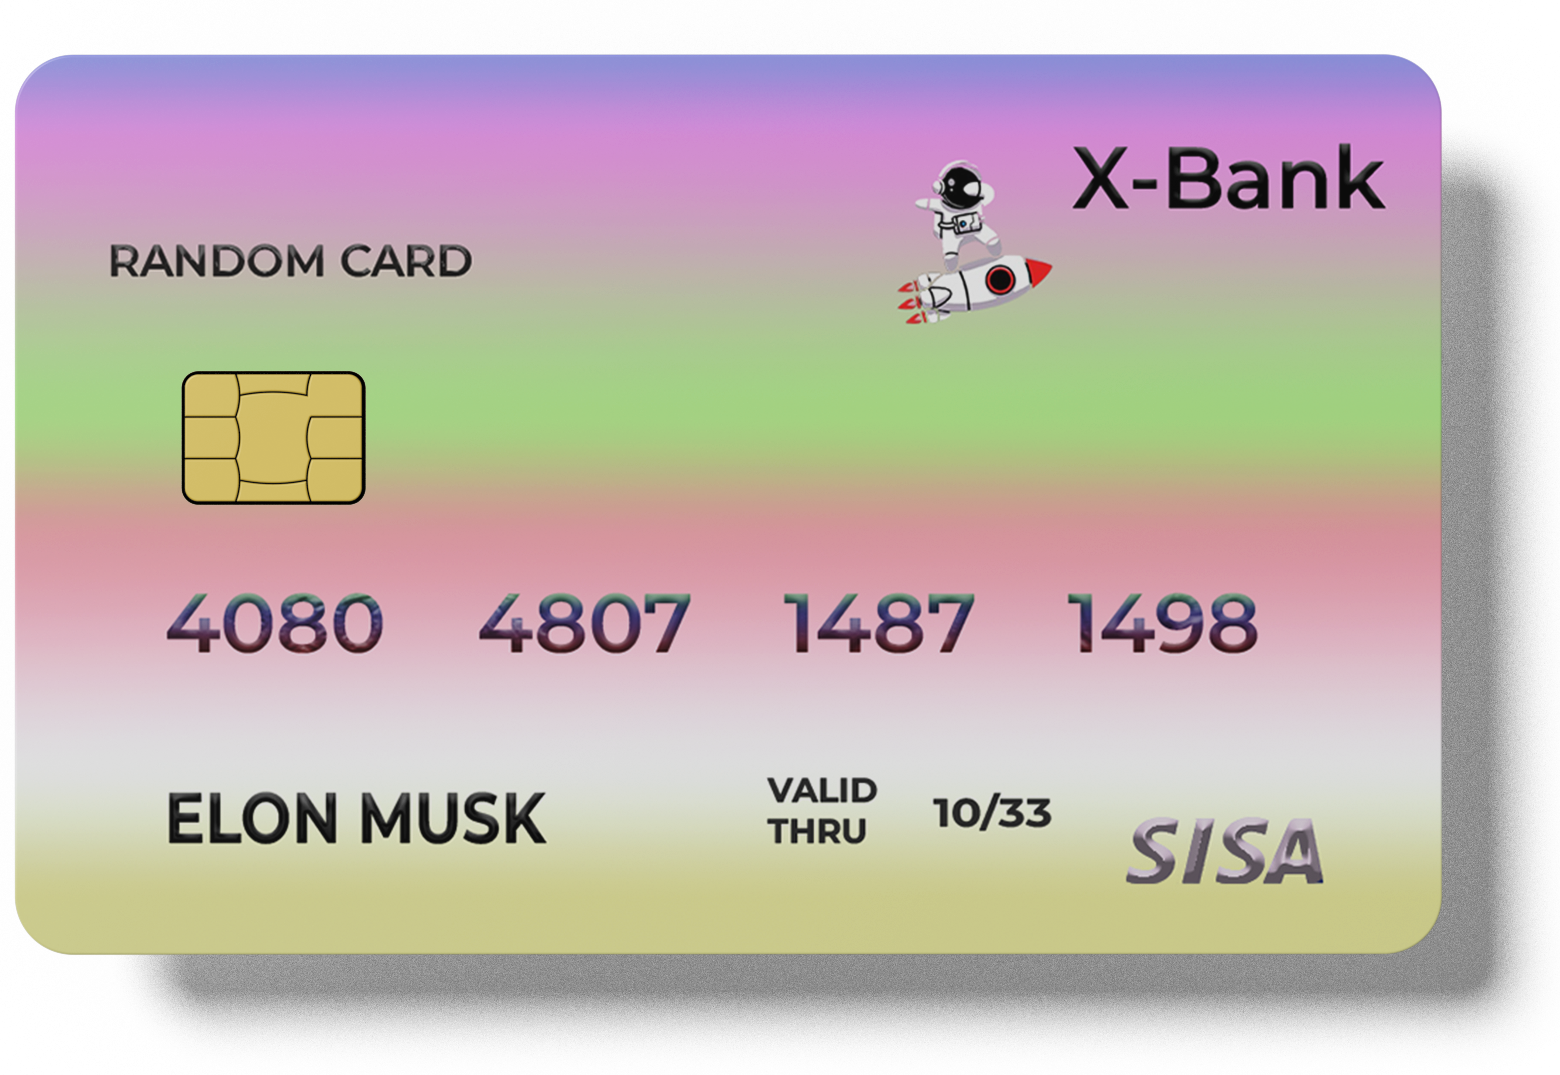 X-Bank
RANDOM CARD
4080 4807 1487 1498
ELON MUSK
VALID
THRU
10/33
SISA